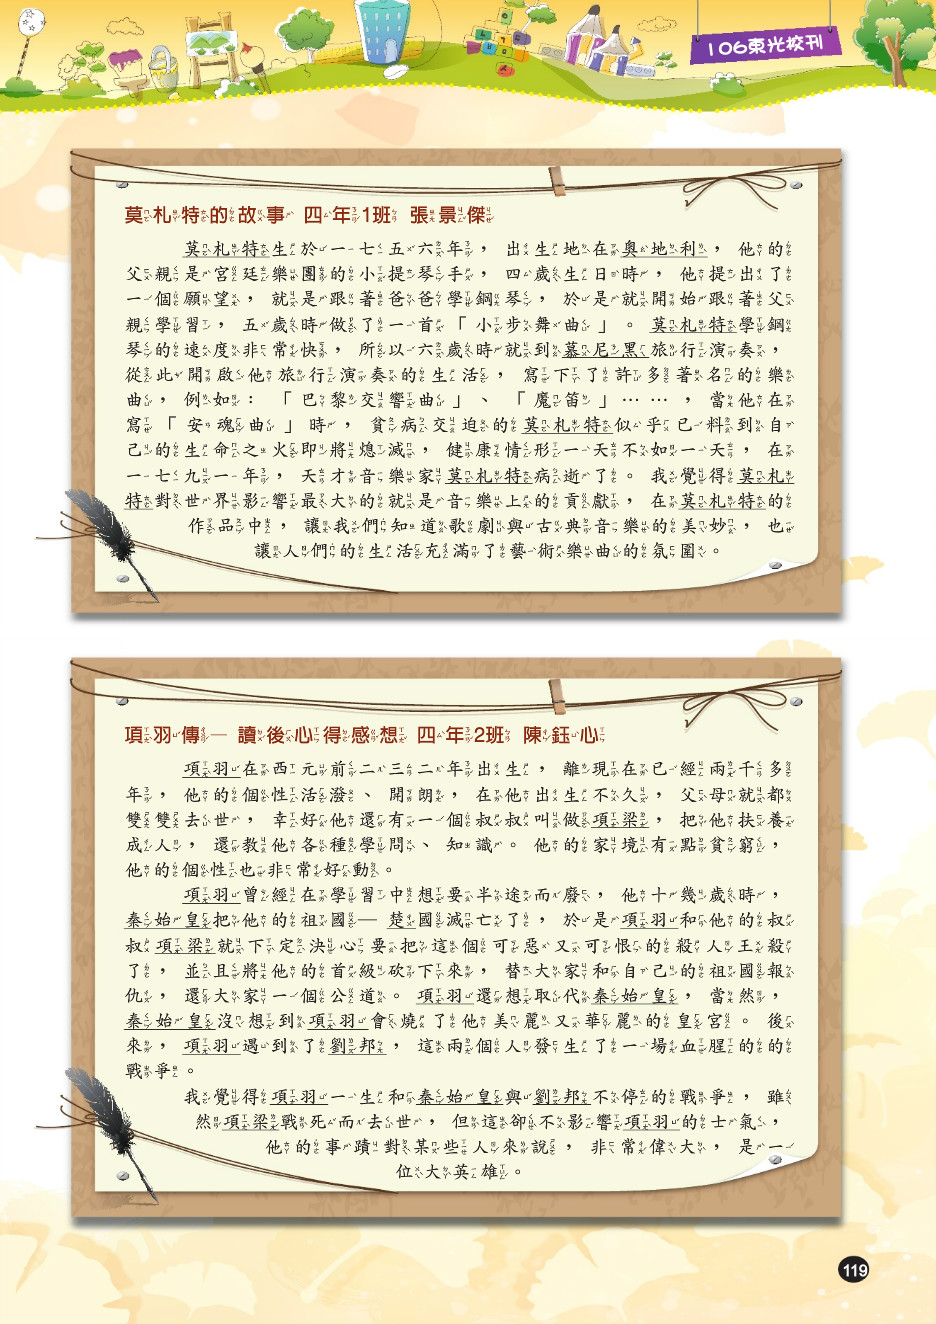 106東光校刊
莫札特的故事 四年1班 張景傑
莫札特生於一七五六年，出生地在奧地利，他的
父親是宮廷樂團的小提琴手，四歲生日時，他提出了
一個願望，就是跟著爸爸學鋼琴，於是就開始跟著父
親學習，五歲時做了一首「小步舞曲」。莫札特學鋼
琴的速度非常快，所以六歲時就到慕尼黑旅行演奏，
從此開啟他旅行演奏的生活，寫下了許多著名的樂
曲，例如：「巴黎交響曲」、「魔笛」……，當他在
寫「安魂曲」時，貧病交迫的莫札特似乎已料到自
己的生命之火即將熄滅，健康情形一天不如一天，在
一七九一年，天才音樂家莫札特病逝了。我覺得莫札
特對世界影響最大的就是音樂上的貢獻，在莫札特的
作品中，讓我們知道歌劇與古典音樂的美妙，也
讓人們的生活充滿了藝術樂曲的氛圍。
項羽傳— 讀後心得感想 四年2班 陳鈺心
項羽在西元前二三二年出生，離現在已經兩千多
年，他的個性活潑、開朗，在他出生不久，父母就都
雙雙去世，幸好他還有一個叔叔叫做項梁，把他扶養
成人，還教他各種學問、知識。他的家境有點貧窮，
他的個性也非常好動。
項羽曾經在學習中想要半途而廢，他十幾歲時，
秦始皇把他的祖國—楚國滅亡了，於是項羽和他的叔
叔項梁就下定決心要把這個可惡又可恨的殺人王殺
了，並且將他的首級砍下來，替大家和自己的祖國報
仇，還大家一個公道。項羽還想取代秦始皇，當然，
秦始皇沒想到項羽會燒了他美麗又華麗的皇宮。後
來，項羽遇到了劉邦，這兩個人發生了一場血腥的的
戰爭。
我覺得項羽一生和秦始皇與劉邦不停的戰爭，雖
然項梁戰死而去世，但這卻不影響項羽的士氣，
他的事蹟對某些人來說，非常偉大，是一
位大英雄。
119